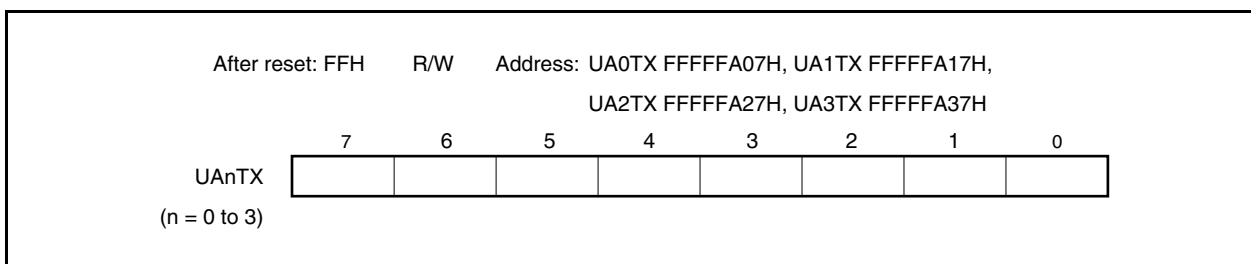 After reset: FFH R/W Address: UA0TX FFFFFA07H, UA1TX FFFFFA17H,
UA2TX FFFFFA27H, UA3TX FFFFFA37H
7 6 5 4 3 2 1 0
UAnTX
(n = 0 to 3)